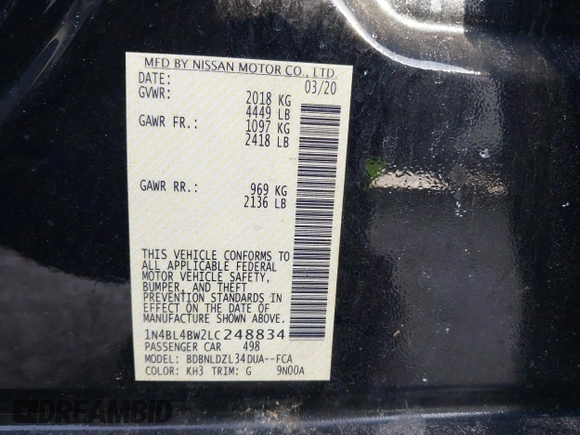 MFD BY NISSAN MOTOR CO., LTD.
DATE: 03/20
GVWR: 2018 KG
4449 LB
GAWR FR.: 1097 KG
2418 LB
GAWR RR.: 969 KG
2136 LB
THIS VEHICLE CONFORMS TO
ALL APPLICABLE FEDERAL
MOTOR VEHICLE SAFETY,
BUMPER, AND THEFT
PREVENTION STANDARDS IN
EFFECT ON THE DATE OF
MANUFACTURE SHOWN ABOVE.
1N4BL4BW2LC248834
PASSENGER CAR 498
MODEL: BDBNLDZL34DUA--FCA
COLOR: KH3 TRIM: G 9N00A
DREAMBID